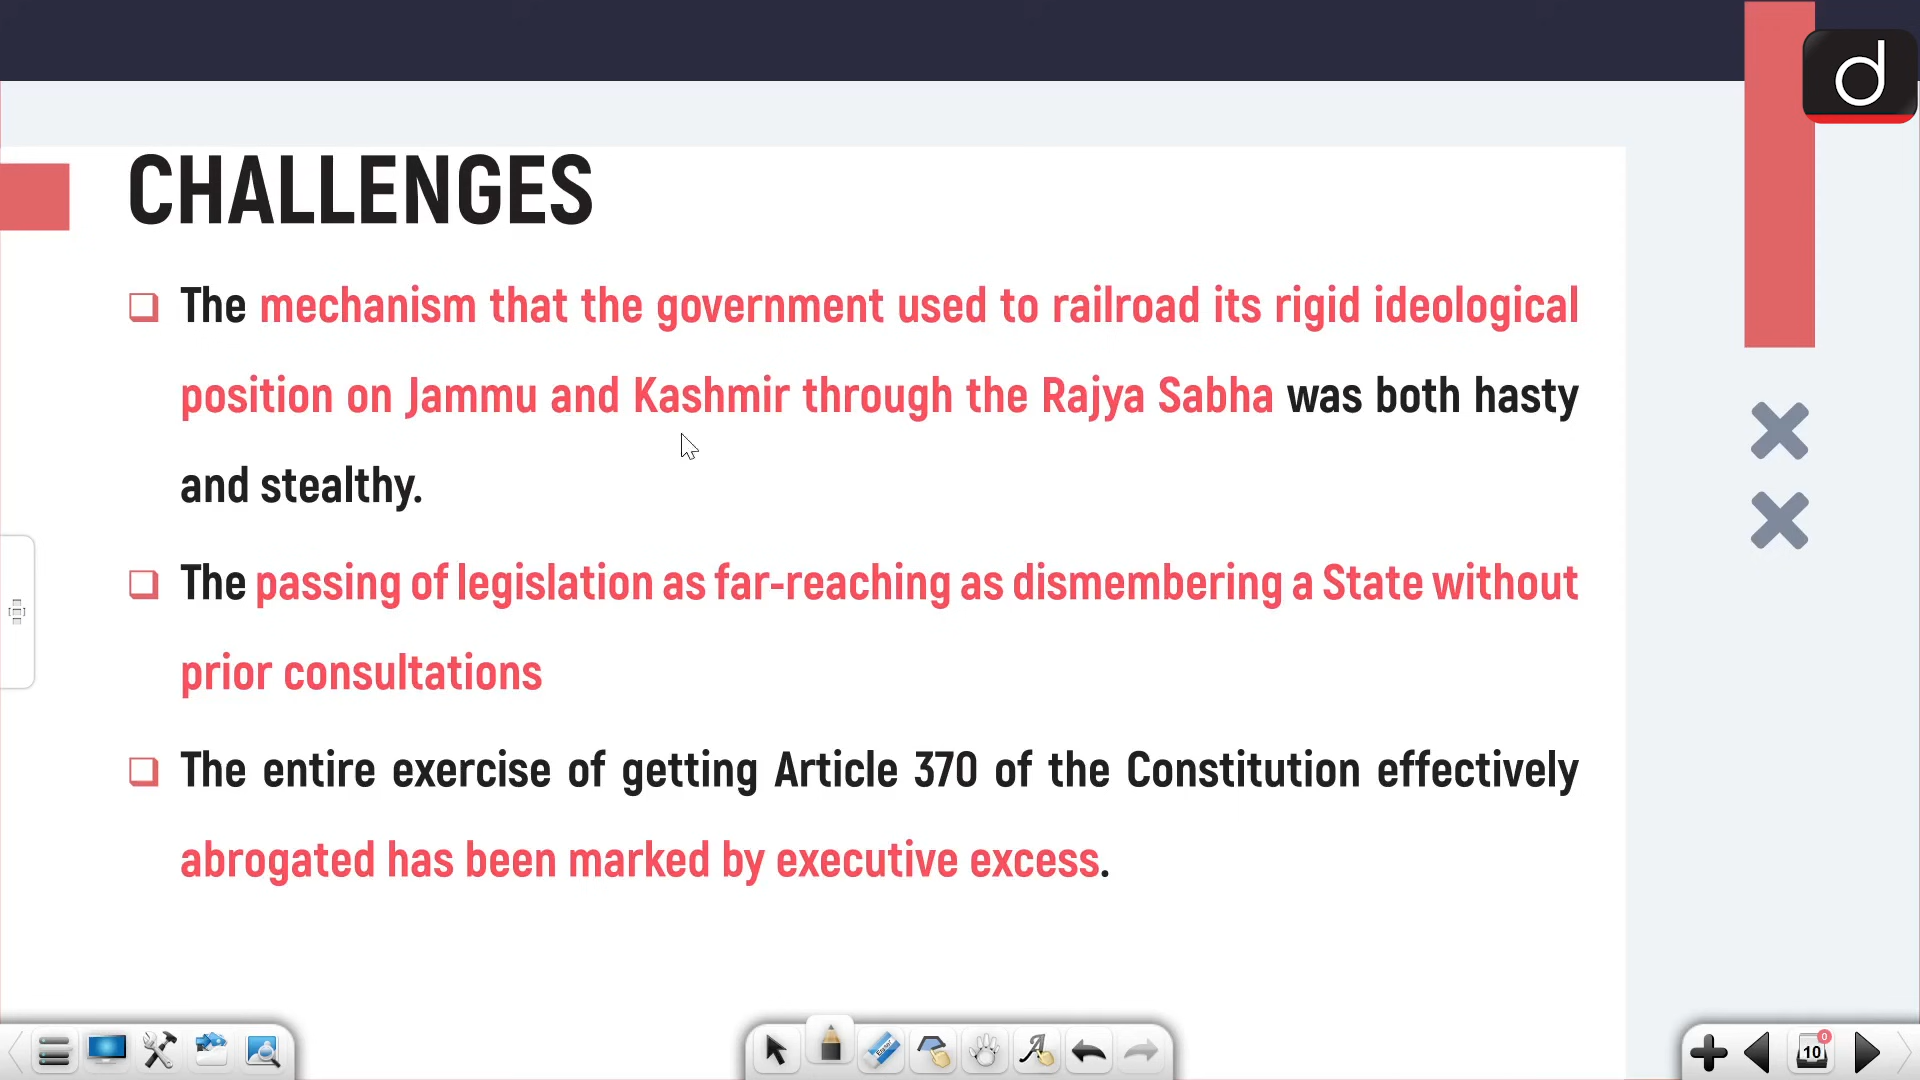 d
CHALLENGES
The mechanism that the government used to railroad its rigid ideological
position on Jammu and Kashmir through the Rajya Sabha was both hasty
and stealthy.
The passing of legislation as far-reaching as dismembering a State without
prior consultations
The entire exercise of getting Article 370 of the Constitution effectively
abrogated has been marked by executive excess.
Eraser
A
10
0